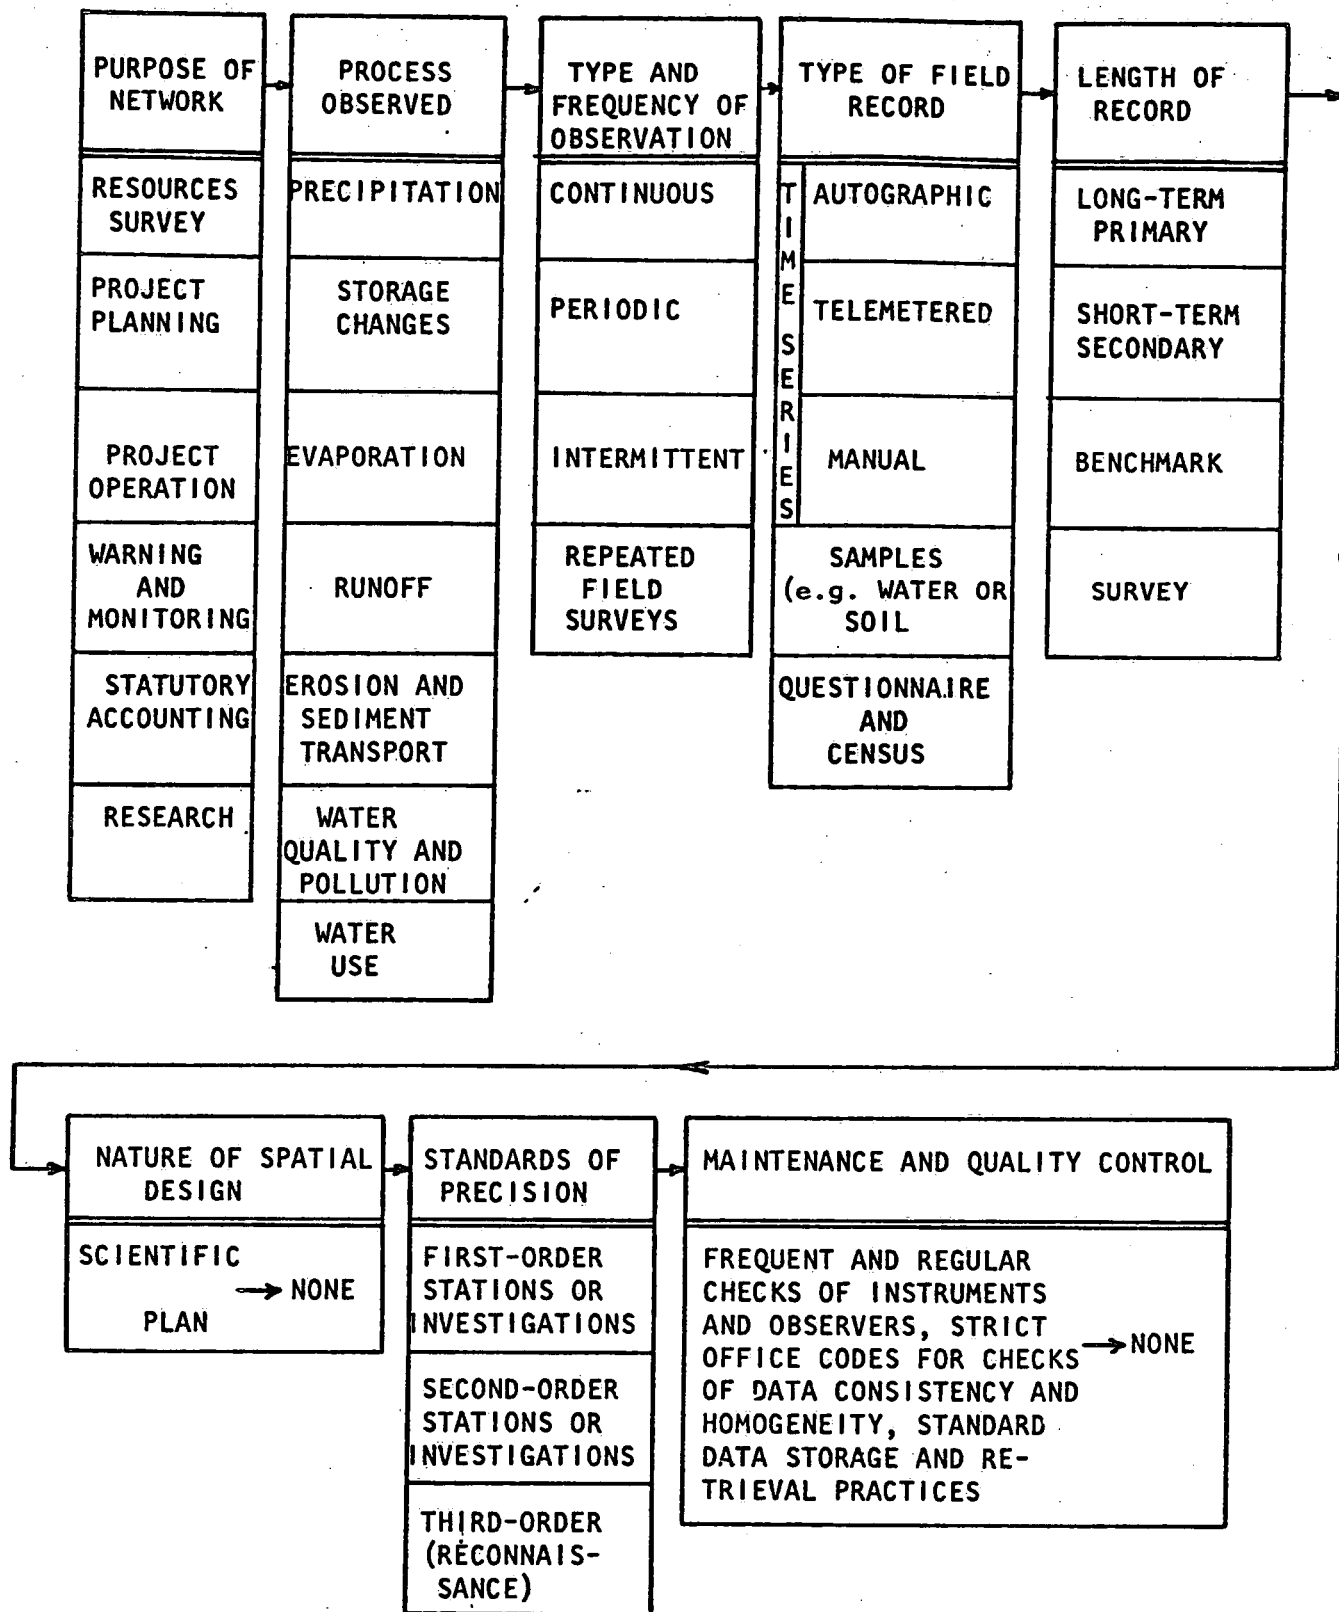 PURPOSE OF
NETWORK
RESOURCES
SURVEY
PROJECT
PLANNING
PROJECT
OPERATION
WARNING
AND
MONITORING
STATUTORY
ACCOUNTING
RESEARCH
PROCESS
OBSERVED
PRECIPITATION
STORAGE
CHANGES
EVAPORATION
RUNOFF
EROSION AND
SEDIMENT
TRANSPORT
WATER
QUALITY AND
POLLUTION
WATER
USE
TYPE AND
FREQUENCY OF
OBSERVATION
CONTINUOUS
PERIODIC
INTERMITTENT
REPEATED
FIELD
SURVEYS
TYPE OF FIELD
RECORD
TIME SERIES
AUTOGRAPHIC
TELEMETERED
MANUAL
SAMPLES
(e.g. WATER OR
SOIL
QUESTIONNAIRE
AND
CENSUS
LENGTH OF
RECORD
LONG-TERM
PRIMARY
SHORT-TERM
SECONDARY
BENCHMARK
SURVEY
NATURE OF SPATIAL
DESIGN
SCIENTIFIC
→ NONE
PLAN
STANDARDS OF
PRECISION
FIRST-ORDER
STATIONS OR
INVESTIGATIONS
SECOND-ORDER
STATIONS OR
INVESTIGATIONS
THIRD-ORDER
(RECONNAIS-
SANCE)
MAINTENANCE AND QUALITY CONTROL
FREQUENT AND REGULAR
CHECKS OF INSTRUMENTS
AND OBSERVERS, STRICT
OFFICE CODES FOR CHECKS → NONE
OF DATA CONSISTENCY AND
HOMOGENEITY, STANDARD
DATA STORAGE AND RE-
TRIEVAL PRACTICES